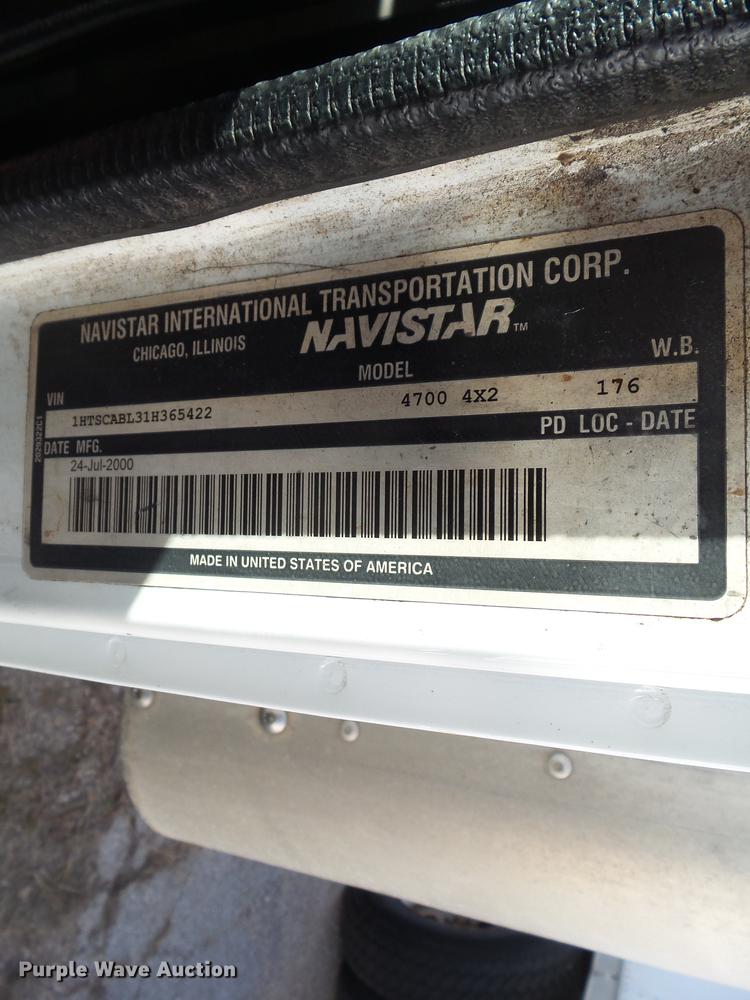 NAVISTAR INTERNATIONAL TRANSPORTATION CORP.
CHICAGO, ILLINOIS NAVISTAR™
VIN MODEL W.B.
1HTSCABL31H365422 4700 4X2 176
DATE MFG. PD LOC - DATE
24-Jul-2000
MADE IN UNITED STATES OF AMERICA
2029322C1
Purple Wave Auction